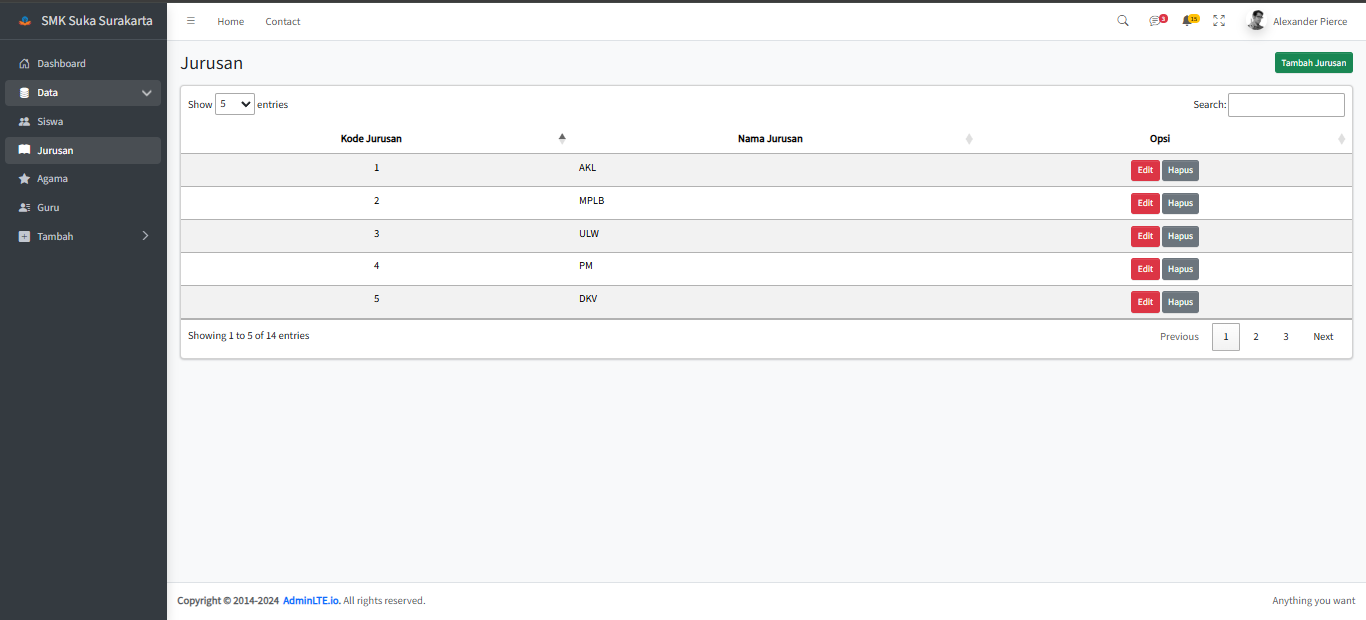 SMK Suka Surakarta
Home Contact
3
15
Alexander Pierce
Dashboard
Data
Siswa
Jurusan
Agama
Guru
Tambah
Jurusan
Tambah Jurusan
Show 5 entries
Search:
Kode Jurusan Nama Jurusan Opsi
1 AKL Edit Hapus
2 MPLB Edit Hapus
3 ULW Edit Hapus
4 PM Edit Hapus
5 DKV Edit Hapus
Showing 1 to 5 of 14 entries
Previous 1 2 3 Next
Copyright © 2014-2024 AdminLTE.io. All rights reserved.
Anything you want